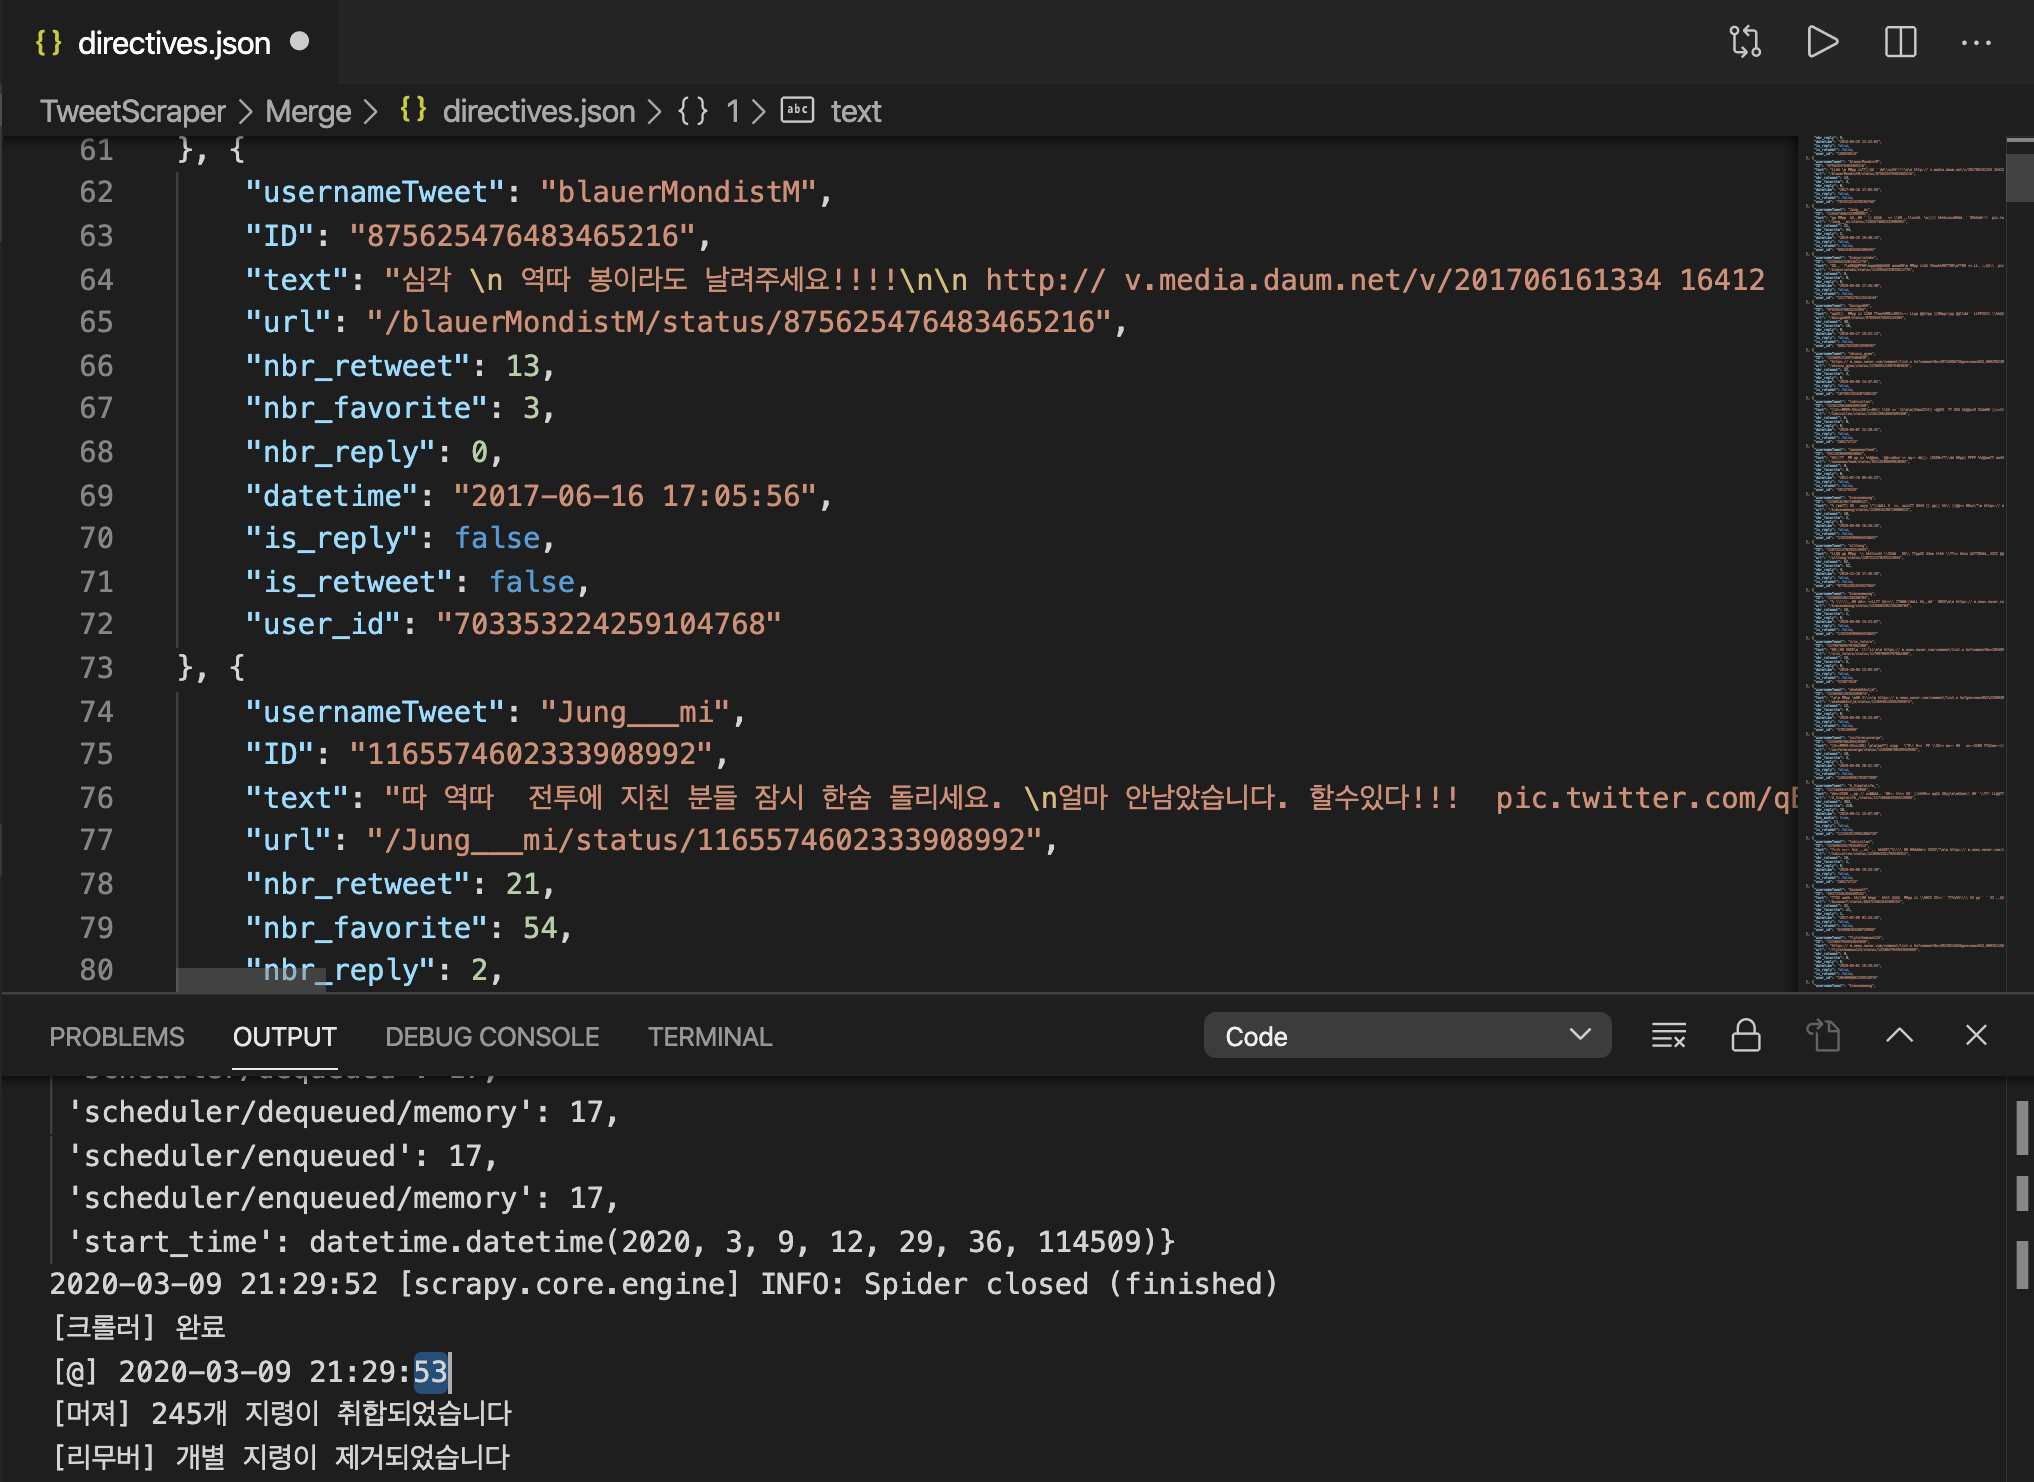 {} directives.json
TweetScraper > Merge > {} directives.json > {} 1 > abc text
61 }, {
62 "usernameTweet": "blauerMondistM",
63 "ID": "875625476483465216",
64 "text": "심각 \n 역따 봉이라도 날려주세요!!!!\n\n http:// v.media.daum.net/v/201706161334 16412
65 "url": "/blauerMondistM/status/875625476483465216",
66 "nbr_retweet": 13,
67 "nbr_favorite": 3,
68 "nbr_reply": 0,
69 "datetime": "2017-06-16 17:05:56",
70 "is_reply": false,
71 "is_retweet": false,
72 "user_id": "703353224259104768"
73 }, {
74 "usernameTweet": "Jung___mi",
75 "ID": "1165574602333908992",
76 "text": "따 역따  전투에 지친 분들 잠시 한숨 돌리세요. \n얼마 안남았습니다. 할수있다!!!  pic.twitter.com/q
77 "url": "/Jung___mi/status/1165574602333908992",
78 "nbr_retweet": 21,
79 "nbr_favorite": 54,
80 "nbr_reply": 2,
PROBLEMS OUTPUT DEBUG CONSOLE TERMINAL Code
'scheduler/dequeued': 17,
'scheduler/dequeued/memory': 17,
'scheduler/enqueued': 17,
'scheduler/enqueued/memory': 17,
'start_time': datetime.datetime(2020, 3, 9, 12, 29, 36, 114509)}
2020-03-09 21:29:52 [scrapy.core.engine] INFO: Spider closed (finished)
[크롤러] 완료
[@] 2020-03-09 21:29:53
[머져] 245개 지령이 취합되었습니다
[리무버] 개별 지령이 제거되었습니다